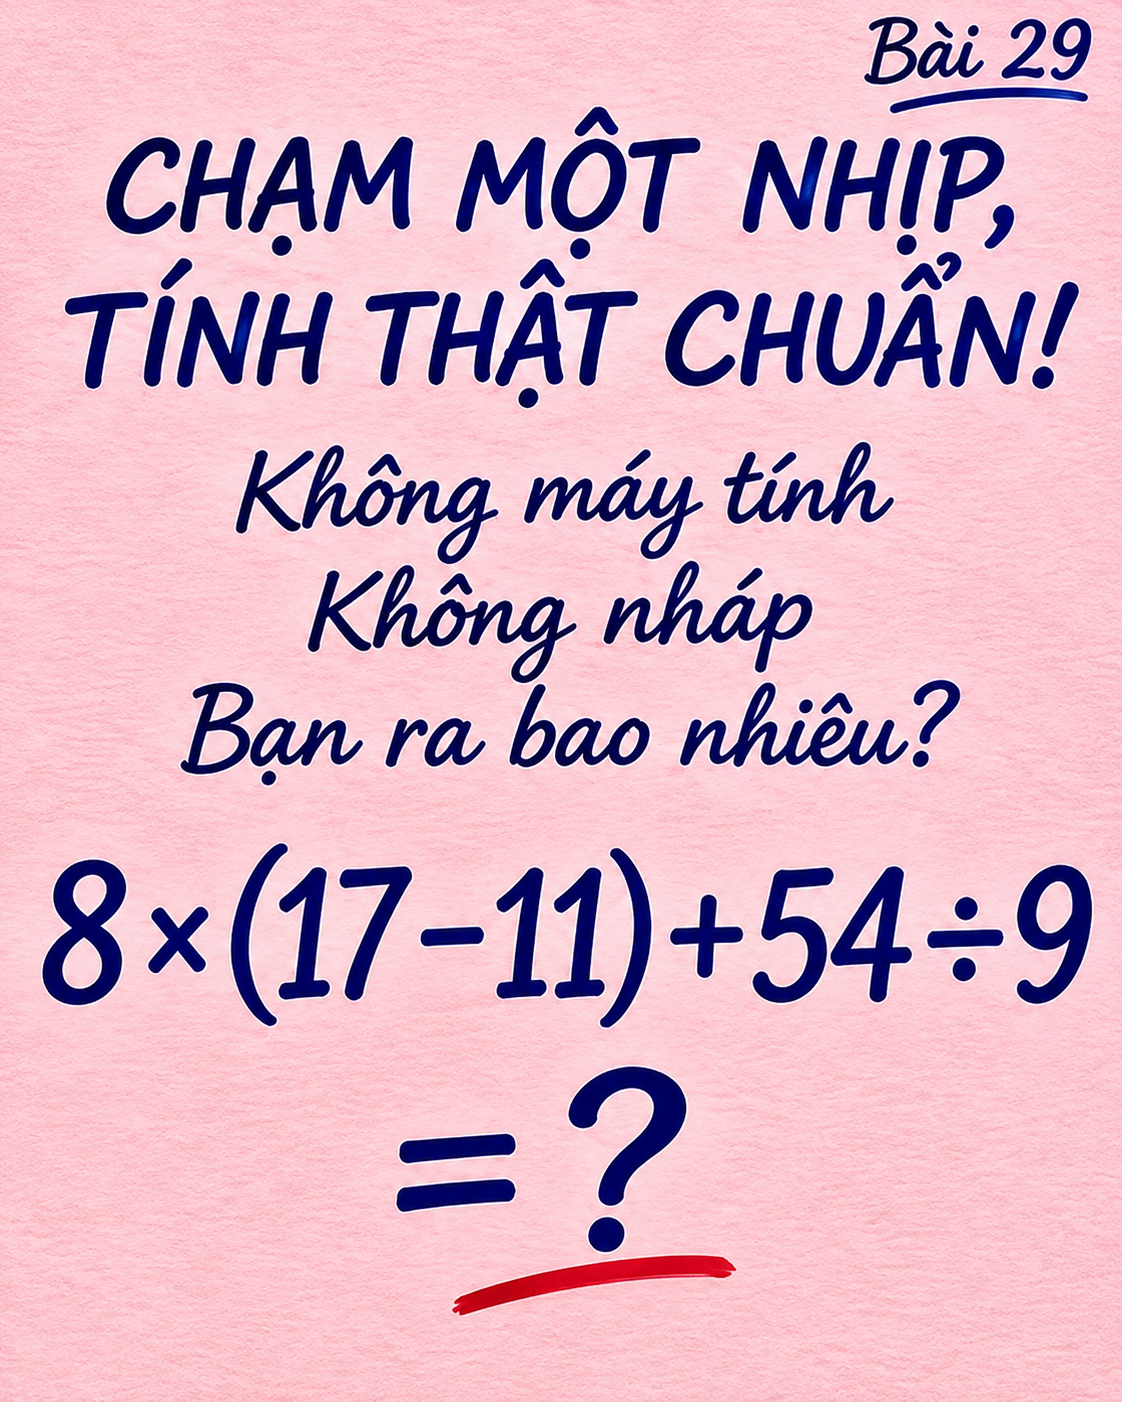 Bài 29
CHẠM MỘT NHỊP,
TÍNH THẬT CHUẨN!
Không máy tính
Không nháp
Bạn ra bao nhiêu?
8×(17-11)+54÷9
=?